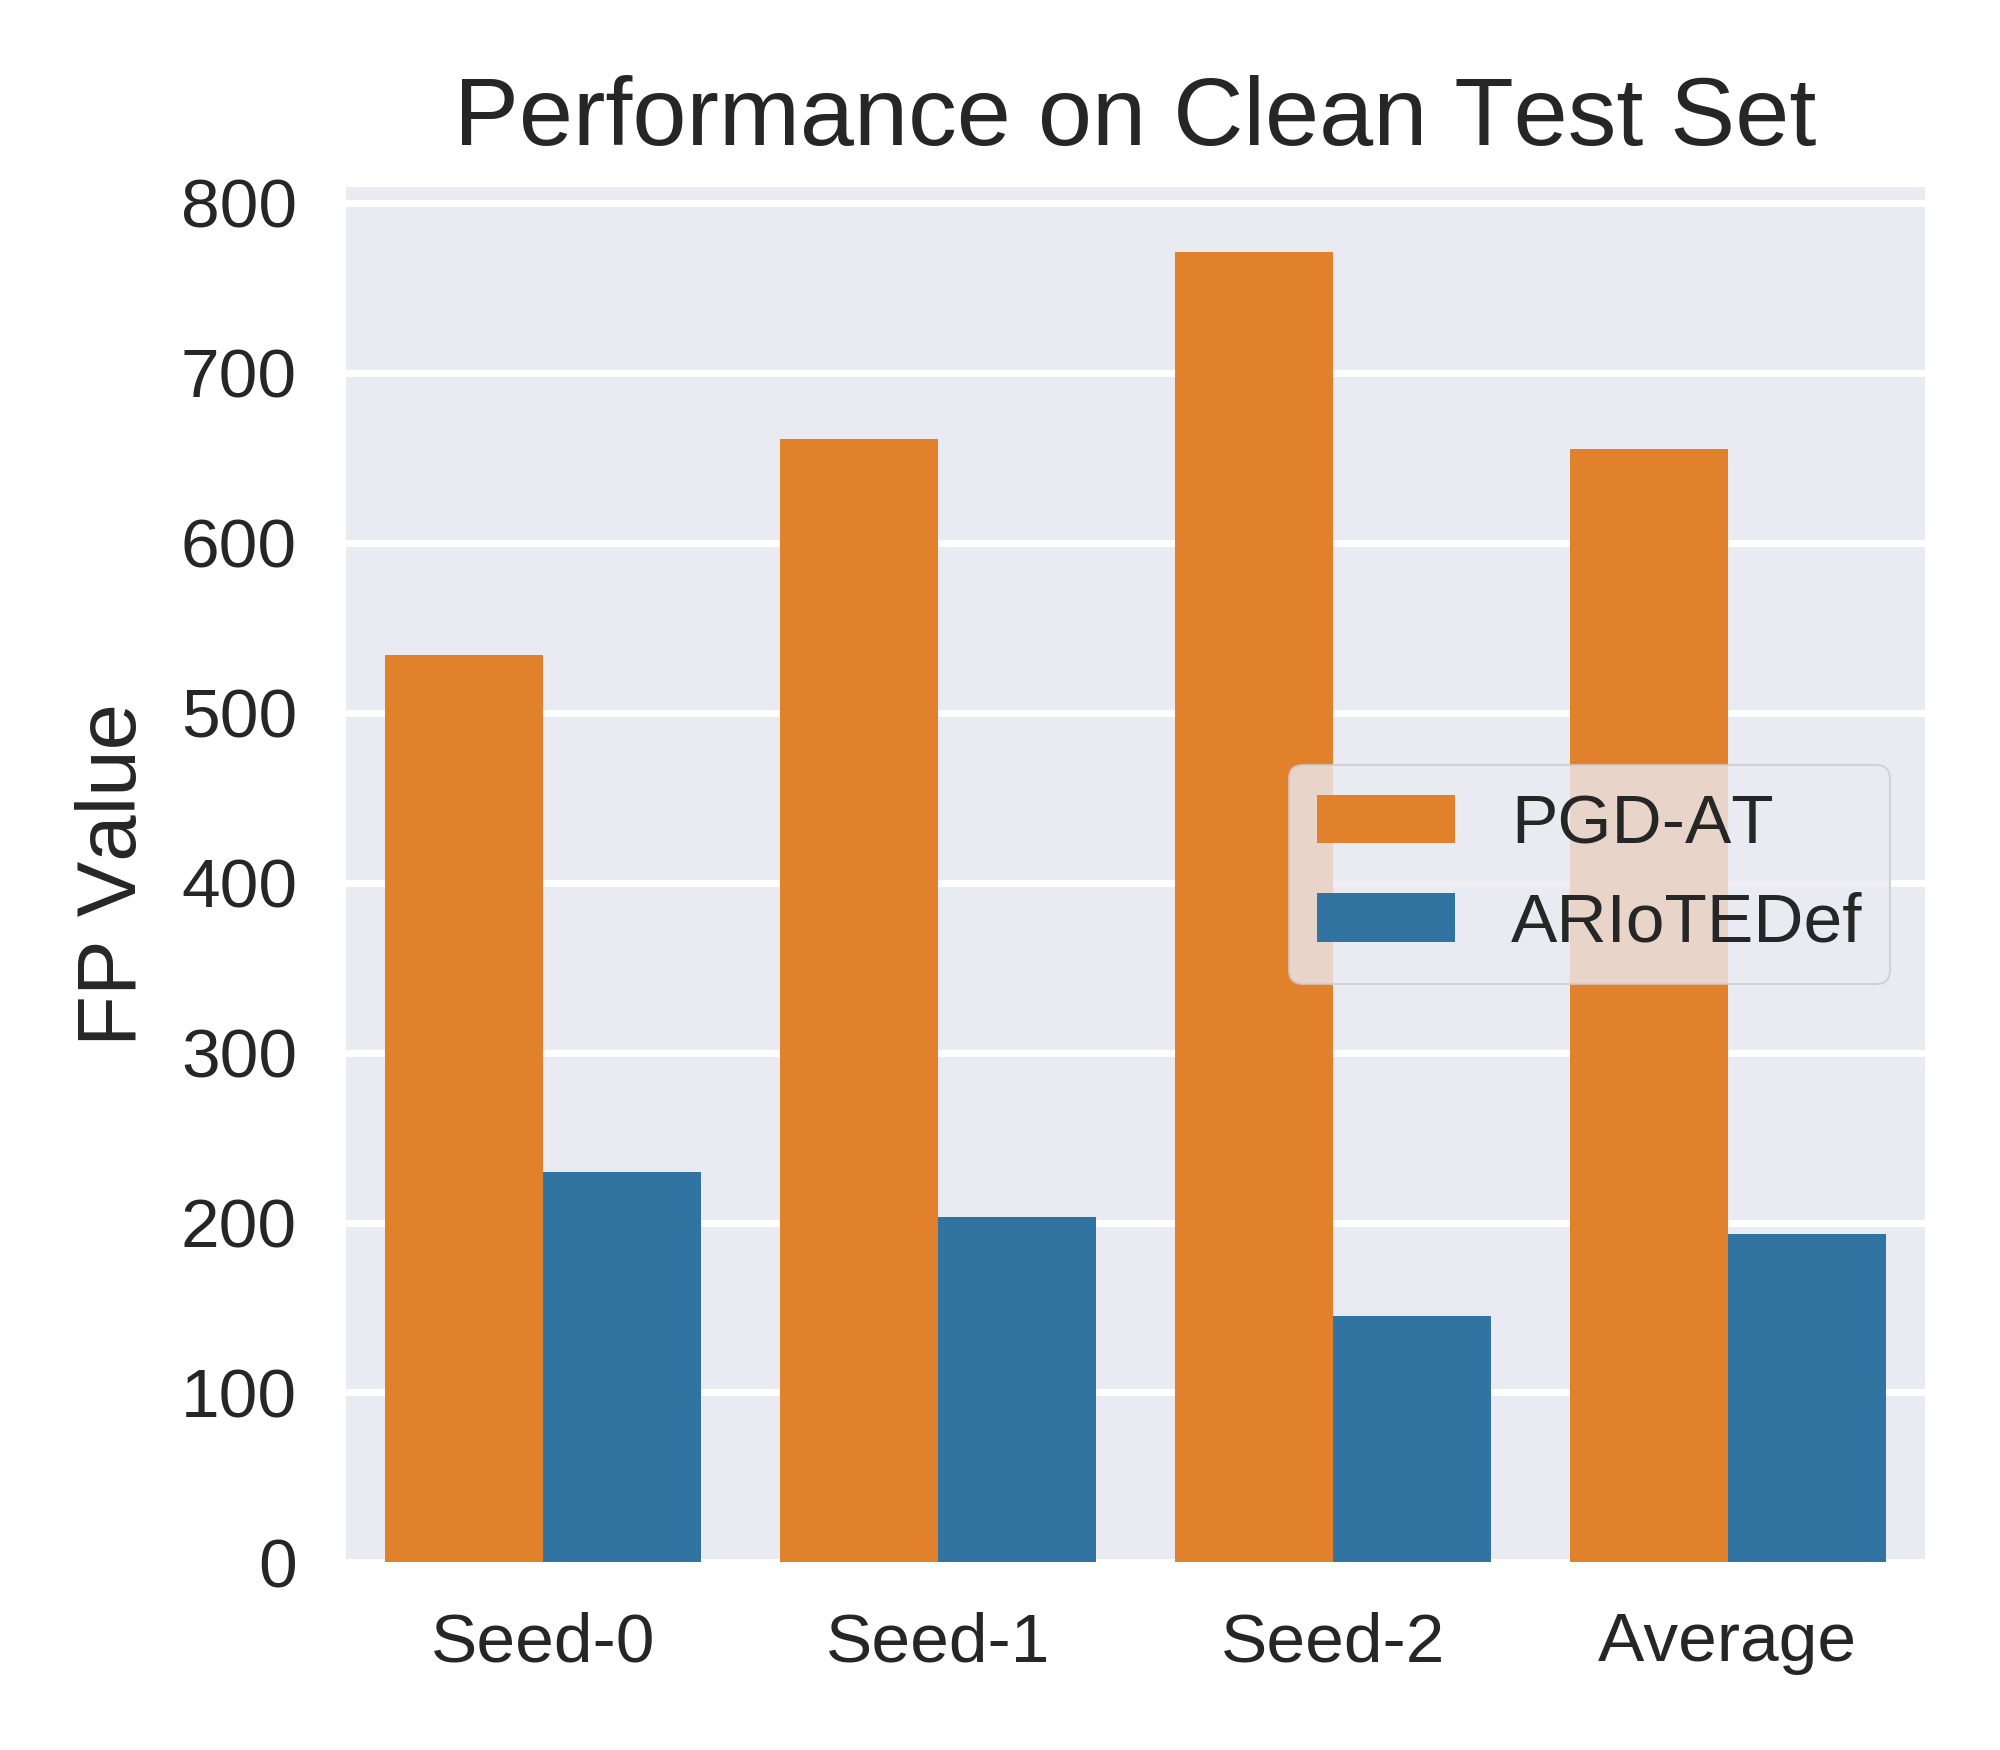 Performance on Clean Test Set
FP Value
800
700
600
500
400
300
200
100
0
PGD-AT
ARIoTEDef
Seed-0
Seed-1
Seed-2
Average